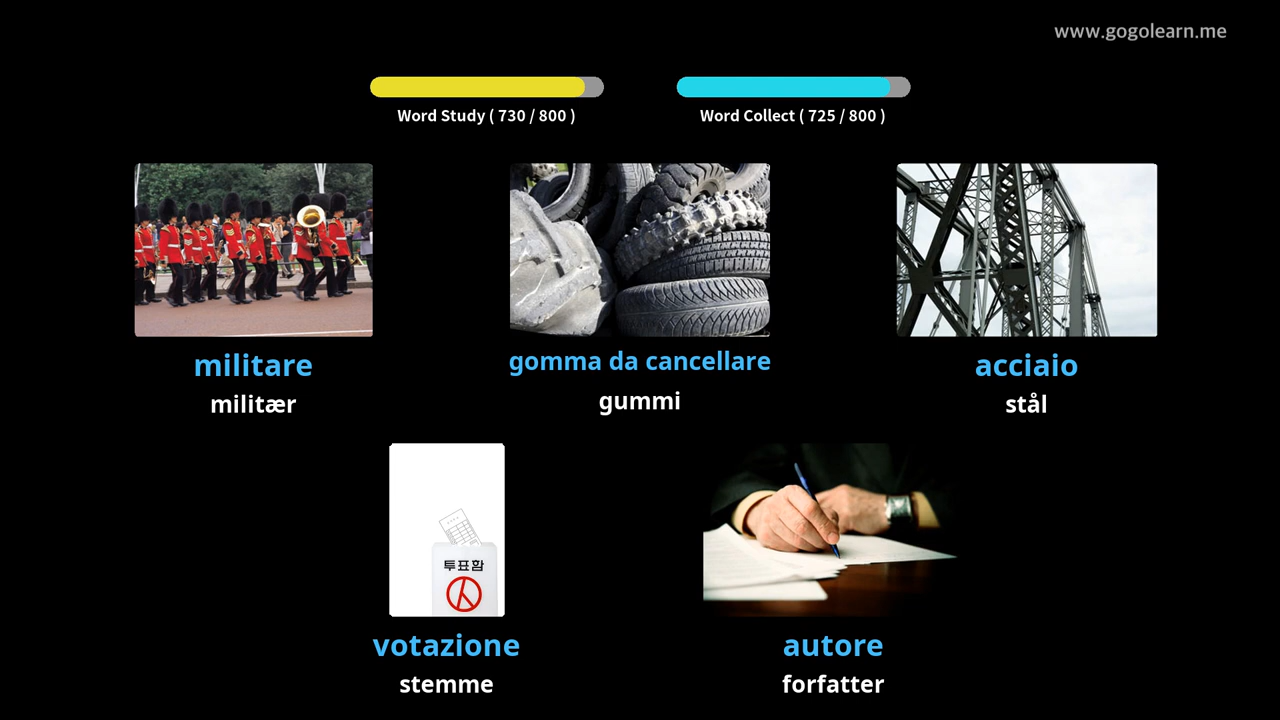 www.gogolearn.me
Word Study ( 730 / 800 )
Word Collect ( 725 / 800 )
militare
militær
gomma da cancellare
gummi
acciaio
stål
투표함
votazione
stemme
autore
forfatter